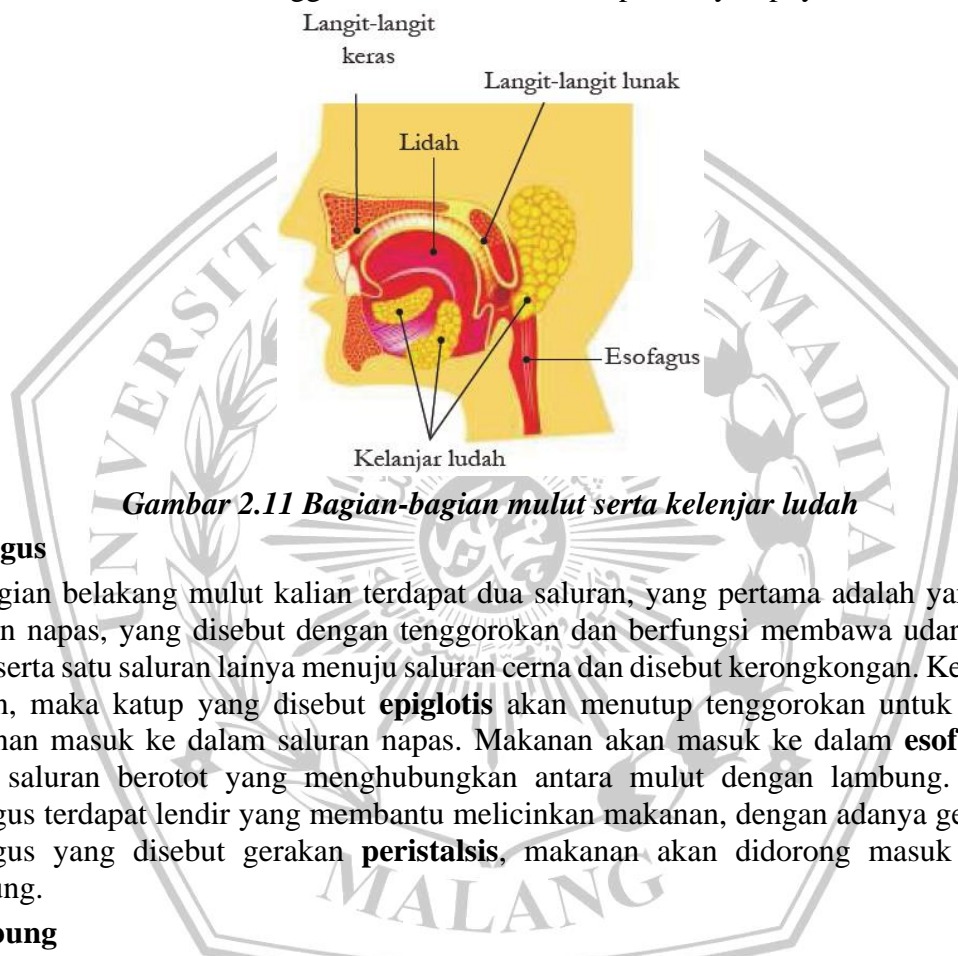 Langit-langit
keras
Langit-langit lunak
Lidah
Esofagus
Kelanjar ludah
Gambar 2.11 Bagian-bagian mulut serta kelenjar ludah
gus
gian belakang mulut kalian terdapat dua saluran, yang pertama adalah yan
n napas, yang disebut dengan tenggorokan dan berfungsi membawa udar
serta satu saluran lainya menuju saluran cerna dan disebut kerongkongan. Ke
n, maka katup yang disebut epiglotis akan menutup tenggorokan untuk
nan masuk ke dalam saluran napas. Makanan akan masuk ke dalam esof
saluran berotot yang menghubungkan antara mulut dengan lambung.
gus terdapat lendir yang membantu melicinkan makanan, dengan adanya ge
gus yang disebut gerakan peristalsis, makanan akan didorong masuk
ung.
bung
MALANG